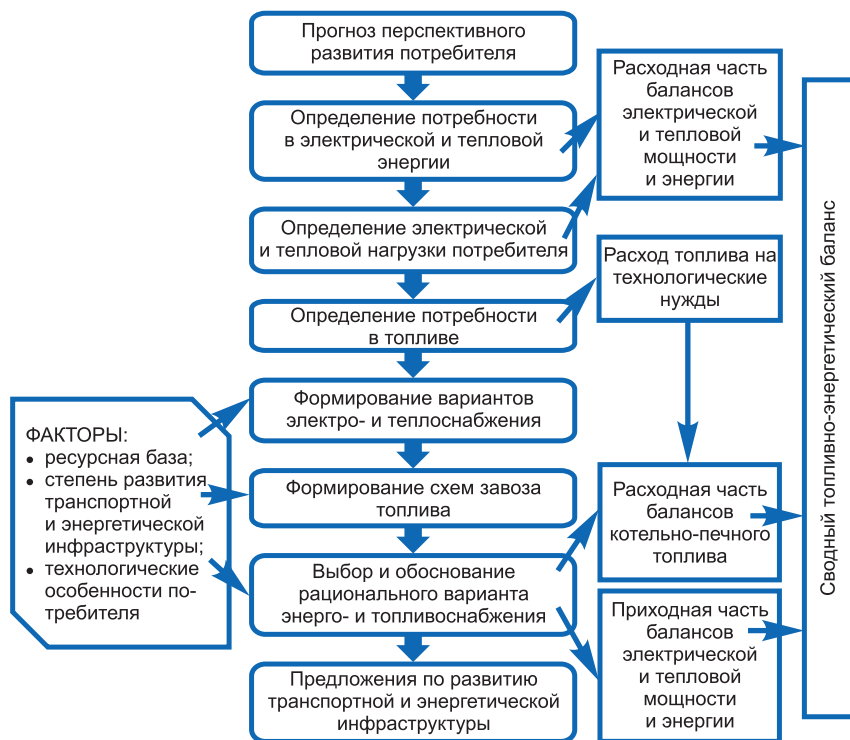 Прогноз перспективного
развития потребителя
Определение потребности
в электрической и тепловой
энергии
Определение электрической
и тепловой нагрузки потребителя
Определение потребности
в топливе
Формирование вариантов
электро- и теплоснабжения
Формирование схем завоза
топлива
Выбор и обоснование
рационального варианта
энерго- и топливоснабжения
Предложения по развитию
транспортной и энергетической
инфраструктуры
ФАКТОРЫ:
• ресурсная база;
• степень развития
транспортной
и энергетической
инфраструктуры;
• технологические
особенности по-
требителя
Расходная часть
балансов
электрической
и тепловой
мощности
и энергии
Расход топлива на
технологические
нужды
Расходная часть
балансов
котельно-печного
топлива
Приходная часть
балансов
электрической
и тепловой
мощности
и энергии
Сводный топливно-энергетический баланс